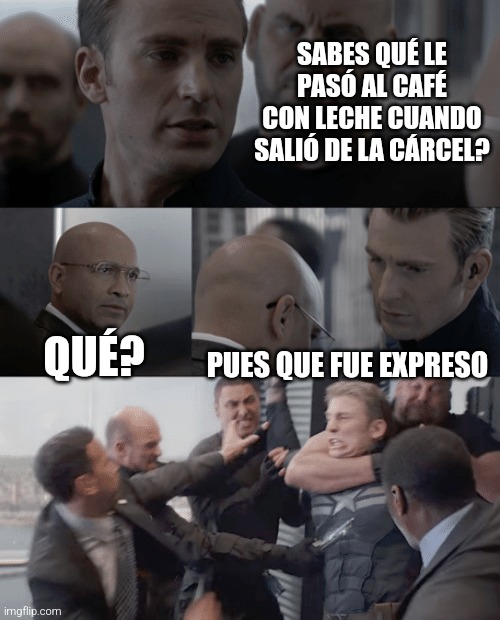 SABES QUÉ LE
PASÓ AL CAFÉ
CON LECHE CUANDO
SALIÓ DE LA CÁRCEL?
QUÉ?
PUES QUE FUE EXPRESO
imgflip.com